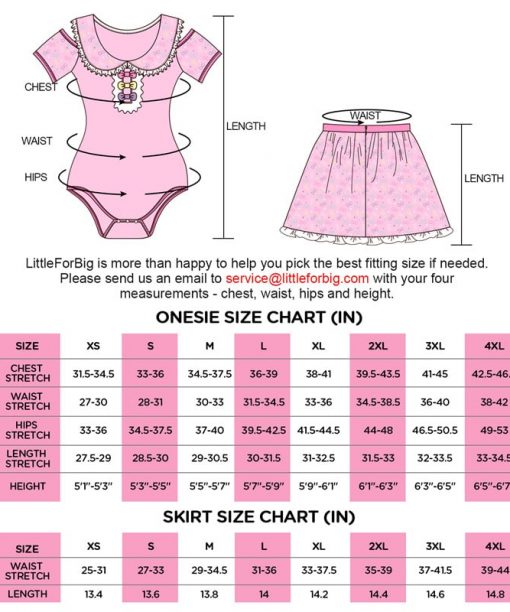 CHEST
WAIST
HIPS
LENGTH
WAIST
LENGTH
LittleForBig is more than happy to help you pick the best fitting size if needed.
Please send us an email to service@littleforbig.com with your four
measurements - chest, waist, hips and height.
ONESIE SIZE CHART (IN)
SIZE XS S M L XL 2XL 3XL 4XL
CHEST STRETCH 31.5-34.5 33-36 34.5-37.5 36-39 38-41 39.5-43.5 41-45 42.5-46.
WAIST STRETCH 27-30 28-31 30-33 31.5-34.5 33-36 34.5-38.5 36-40 38-42
HIPS STRETCH 33-36 34.5-37.5 37-40 39.5-42.5 41.5-44.5 44-48 46.5-50.5 49-53
LENGTH STRETCH 27.5-29 28.5-30 29-30.5 30-31.5 31-32.5 31.5-33 32-33.5 33-34.5
HEIGHT 5'1"-5'3" 5'3"-5'5" 5'5"-5'7" 5'7"-5'9" 5'9"-6'1" 6'1"-6'3" 6'3"-6'5" 6'5"-6'7"
SKIRT SIZE CHART (IN)
SIZE XS S M L XL 2XL 3XL 4XL
WAIST STRETCH 25-31 27-33 29-34.5 31-36 33-37.5 35-39 37-41.5 39-44
LENGTH 13.4 13.6 13.8 14 14.2 14.4 14.6 14.8